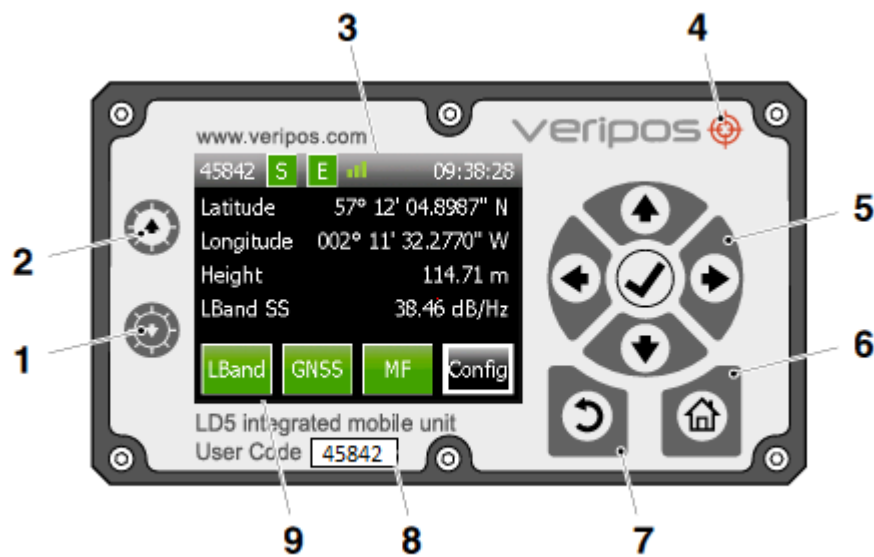 3 4
www.veripos.com veripos
45842 S E 09:38:28
Latitude 57° 12' 04.8987" N
Longitude 002° 11' 32.2770" W
Height 114.71 m
LBand SS 38.46 dB/Hz
2 5
1 6
LBand GNSS MF Config
LD5 integrated mobile unit
User Code 45842
9 8 7